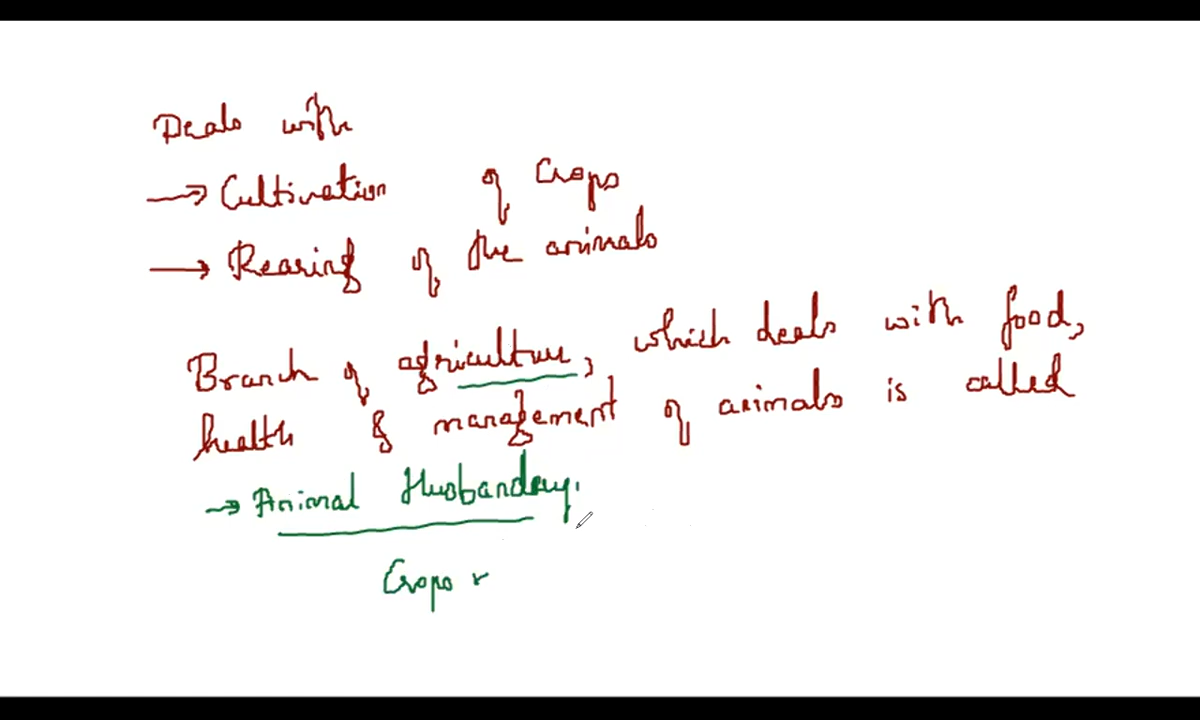 Deals with
→ Cultivation of Crops
→ Rearing of the animals
Branch of agriculture, which deals with food,
health & management of animals is called
→ Animal Husbandry.
Crops x